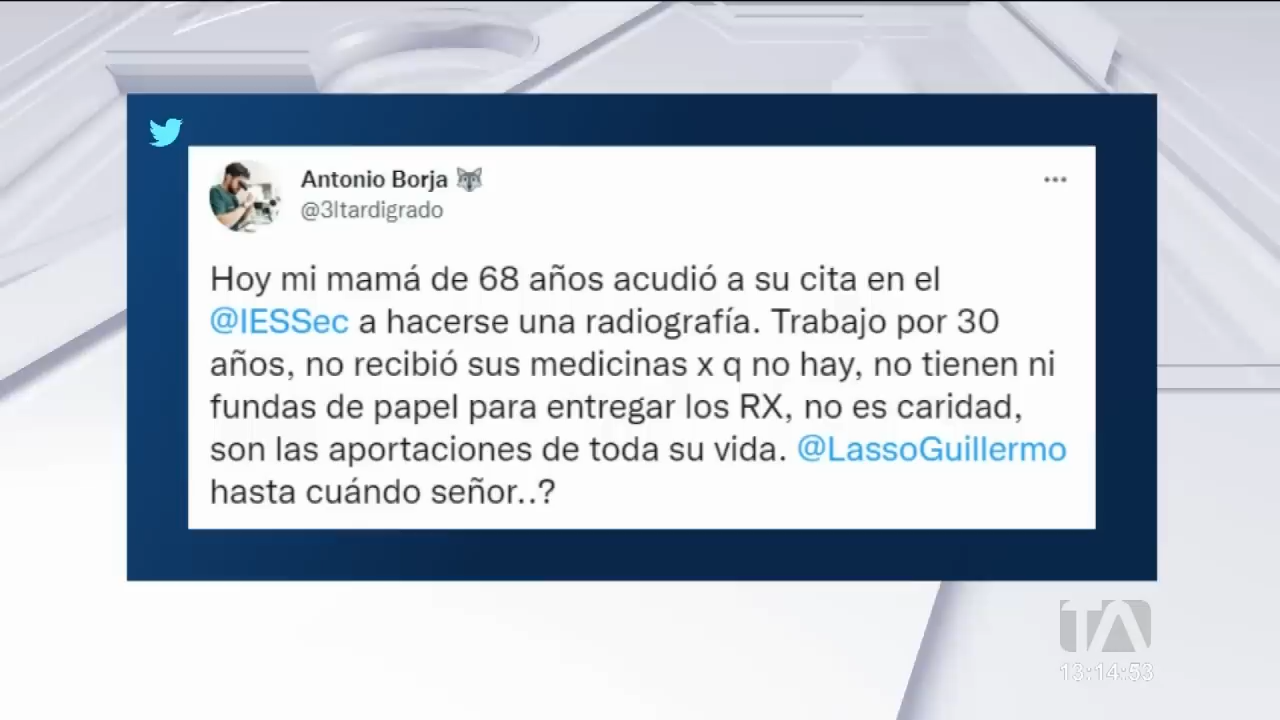 Antonio Borja
@3ltardigrado
Hoy mi mamá de 68 años acudió a su cita en el
@IESSec a hacerse una radiografía. Trabajo por 30
años, no recibió sus medicinas x q no hay, no tienen ni
fundas de papel para entregar los RX, no es caridad,
son las aportaciones de toda su vida. @LassoGuillermo
hasta cuándo señor..?
TA
13:14:53